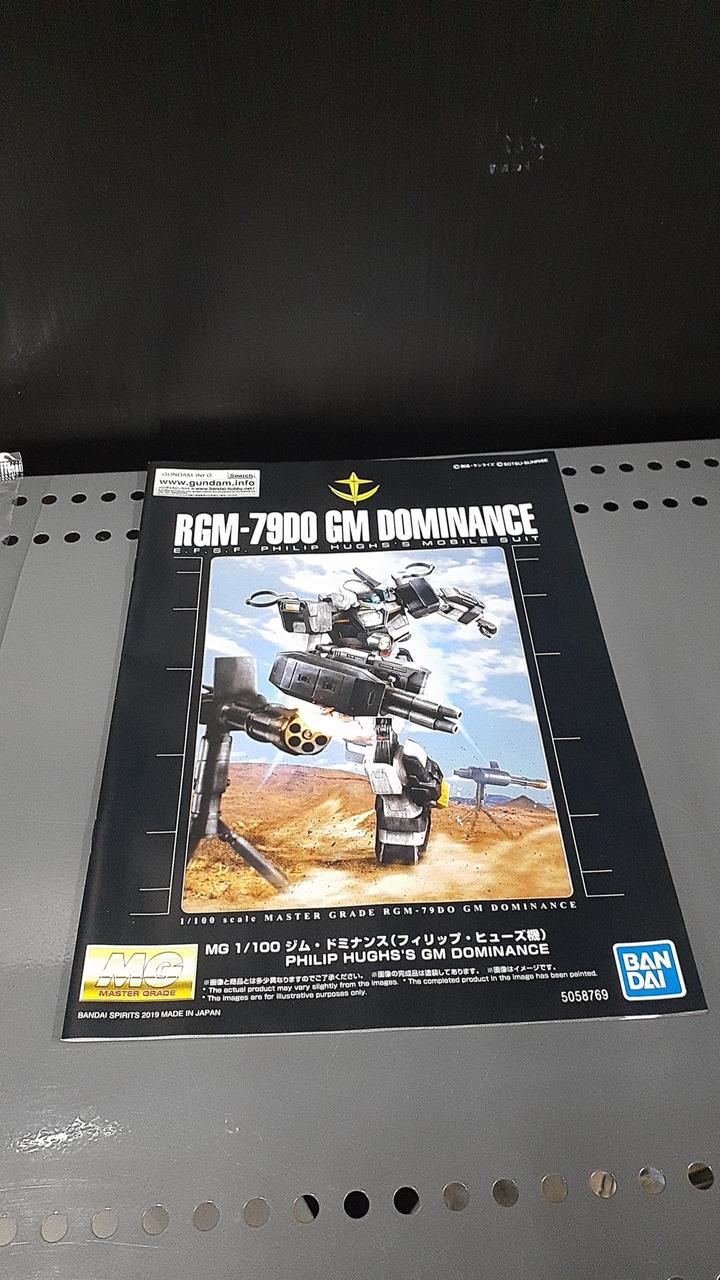 GUNDAM.INFO Search
www.gundam.info
©創通・サンライズ ©SOTSU・SUNRISE
RGM-79DO GM DOMINANCE
E.F.S.F. PHILIP HUGHS'S MOBILE SUIT
1/100 scale MASTER GRADE RGM-79DO GM DOMINANCE
MG 1/100 ジム・ドミナンス(フィリップ・ヒューズ機)
PHILIP HUGHS'S GM DOMINANCE
MG
MASTER GRADE
※画像と商品とは多少異なりますのでご了承ください。 ※画像の完成品は塗装してあります。 ※画像はイメージです。
* The actual product may vary slightly from the images. * The completed product in the image has been painted.
* The images are for illustrative purposes only.
5058769
BAN
DAI
BANDAI SPIRITS 2019 MADE IN JAPAN